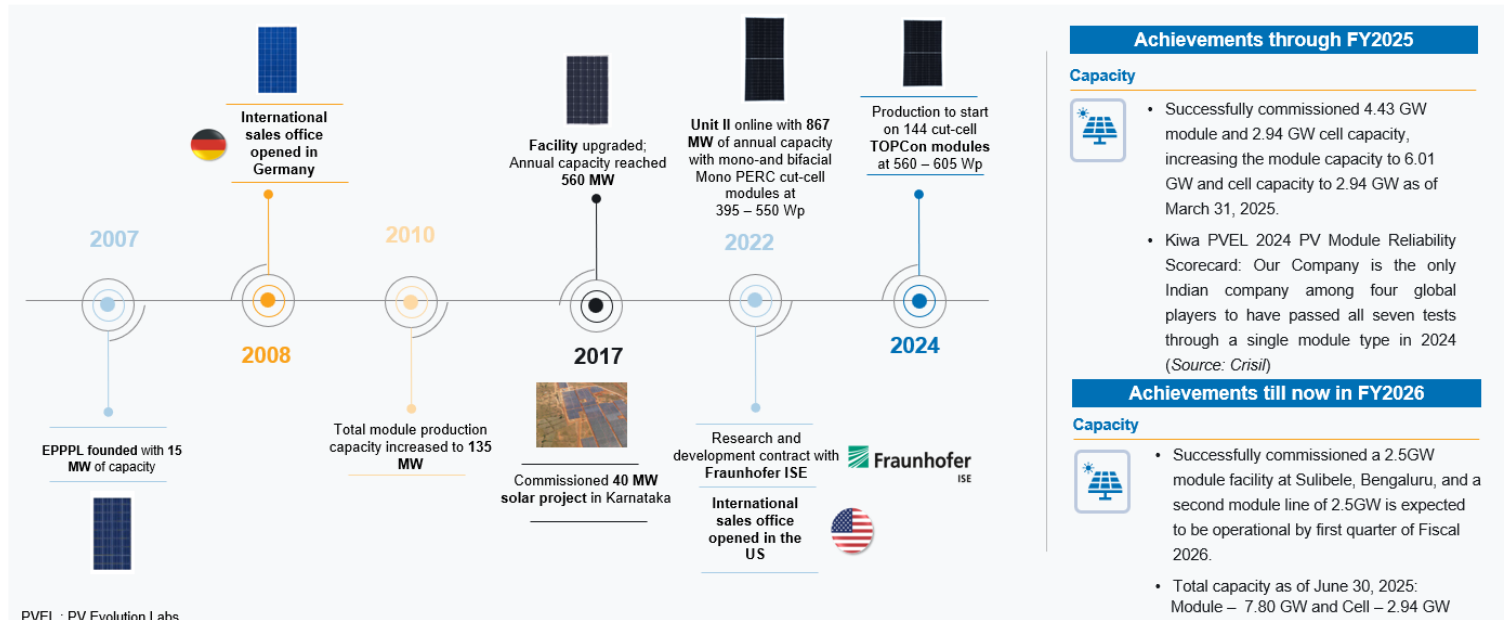 2007
EPPPL founded with 15
MW of capacity
International
sales office
opened in
Germany
2008
2010
Total module production
capacity increased to 135
MW
Facility upgraded;
Annual capacity reached
560 MW
2017
Commissioned 40 MW
solar project in Karnataka
Unit II online with 867
MW of annual capacity
with mono-and bifacial
Mono PERC cut-cell
modules at
395 – 550 Wp
2022
Research and
development contract with
Fraunhofer ISE
Fraunhofer
ISE
International
sales office
opened in the
US
Production to start
on 144 cut-cell
TOPCon modules
at 560 – 605 Wp
2024
PVEL : PV Evolution Labs
Achievements through FY2025
Capacity
• Successfully commissioned 4.43 GW
module and 2.94 GW cell capacity,
increasing the module capacity to 6.01
GW and cell capacity to 2.94 GW as of
March 31, 2025.
• Kiwa PVEL 2024 PV Module Reliability
Scorecard: Our Company is the only
Indian company among four global
players to have passed all seven tests
through a single module type in 2024
(Source: Crisil)
Achievements till now in FY2026
Capacity
• Successfully commissioned a 2.5GW
module facility at Sulibele, Bengaluru, and a
second module line of 2.5GW is expected
to be operational by first quarter of Fiscal
2026.
• Total capacity as of June 30, 2025:
Module – 7.80 GW and Cell – 2.94 GW